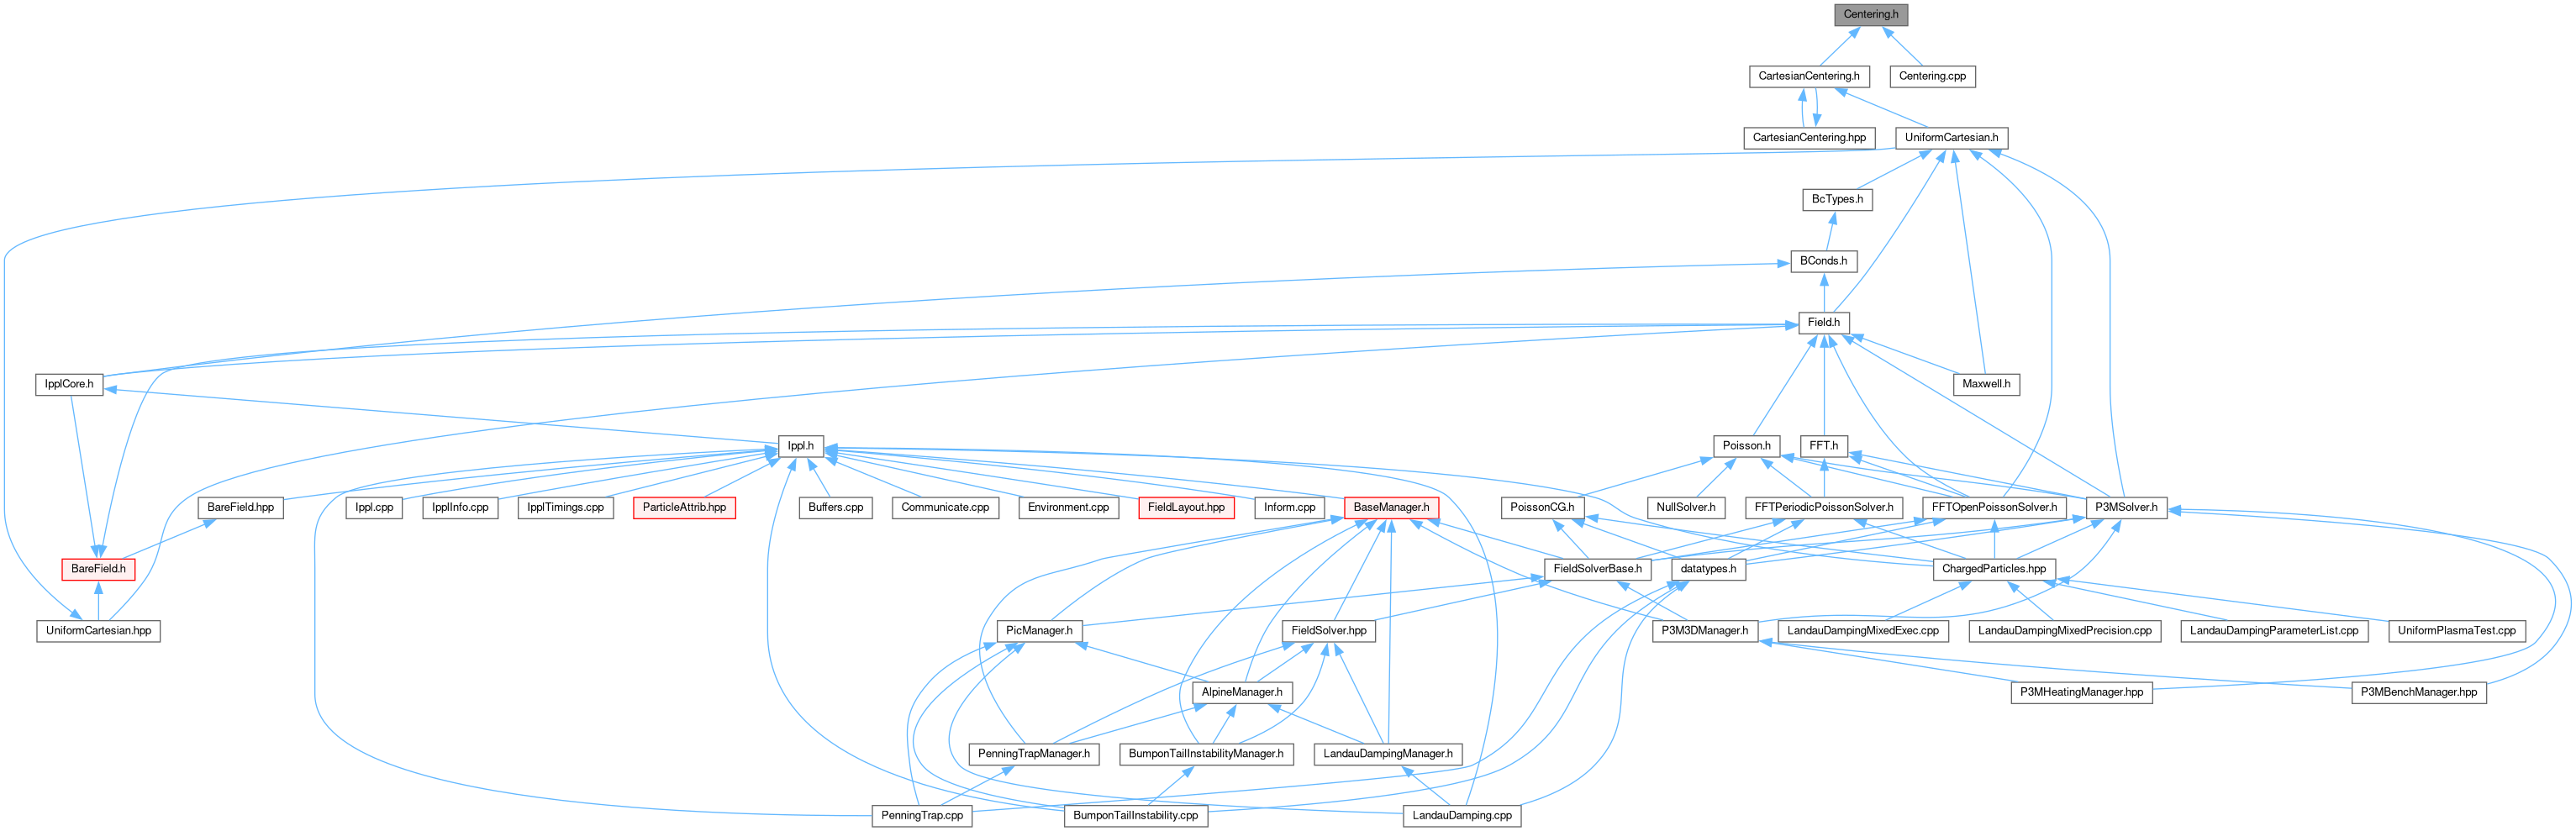 Centering.h
CartesianCentering.h
Centering.cpp
CartesianCentering.hpp
UniformCartesian.h
BcTypes.h
BConds.h
Field.h
IpplCore.h
Maxwell.h
Ippl.h
Poisson.h
FFT.h
BareField.hpp
Ippl.cpp
IpplInfo.cpp
IpplTimings.cpp
ParticleAttrib.hpp
Buffers.cpp
Communicate.cpp
Environment.cpp
FieldLayout.hpp
Inform.cpp
BaseManager.h
PoissonCG.h
NullSolver.h
FFTPeriodicPoissonSolver.h
FFTOpenPoissonSolver.h
P3MSolver.h
BareField.h
FieldSolverBase.h
datatypes.h
ChargedParticles.hpp
UniformCartesian.hpp
PicManager.h
FieldSolver.hpp
P3M3DManager.h
LandauDampingMixedExec.cpp
LandauDampingMixedPrecision.cpp
LandauDampingParameterList.cpp
UniformPlasmaTest.cpp
AlpineManager.h
P3MHeatingManager.hpp
P3MBenchManager.hpp
PenningTrapManager.h
BumponTailInstabilityManager.h
LandauDampingManager.h
PenningTrap.cpp
BumponTailInstability.cpp
LandauDamping.cpp